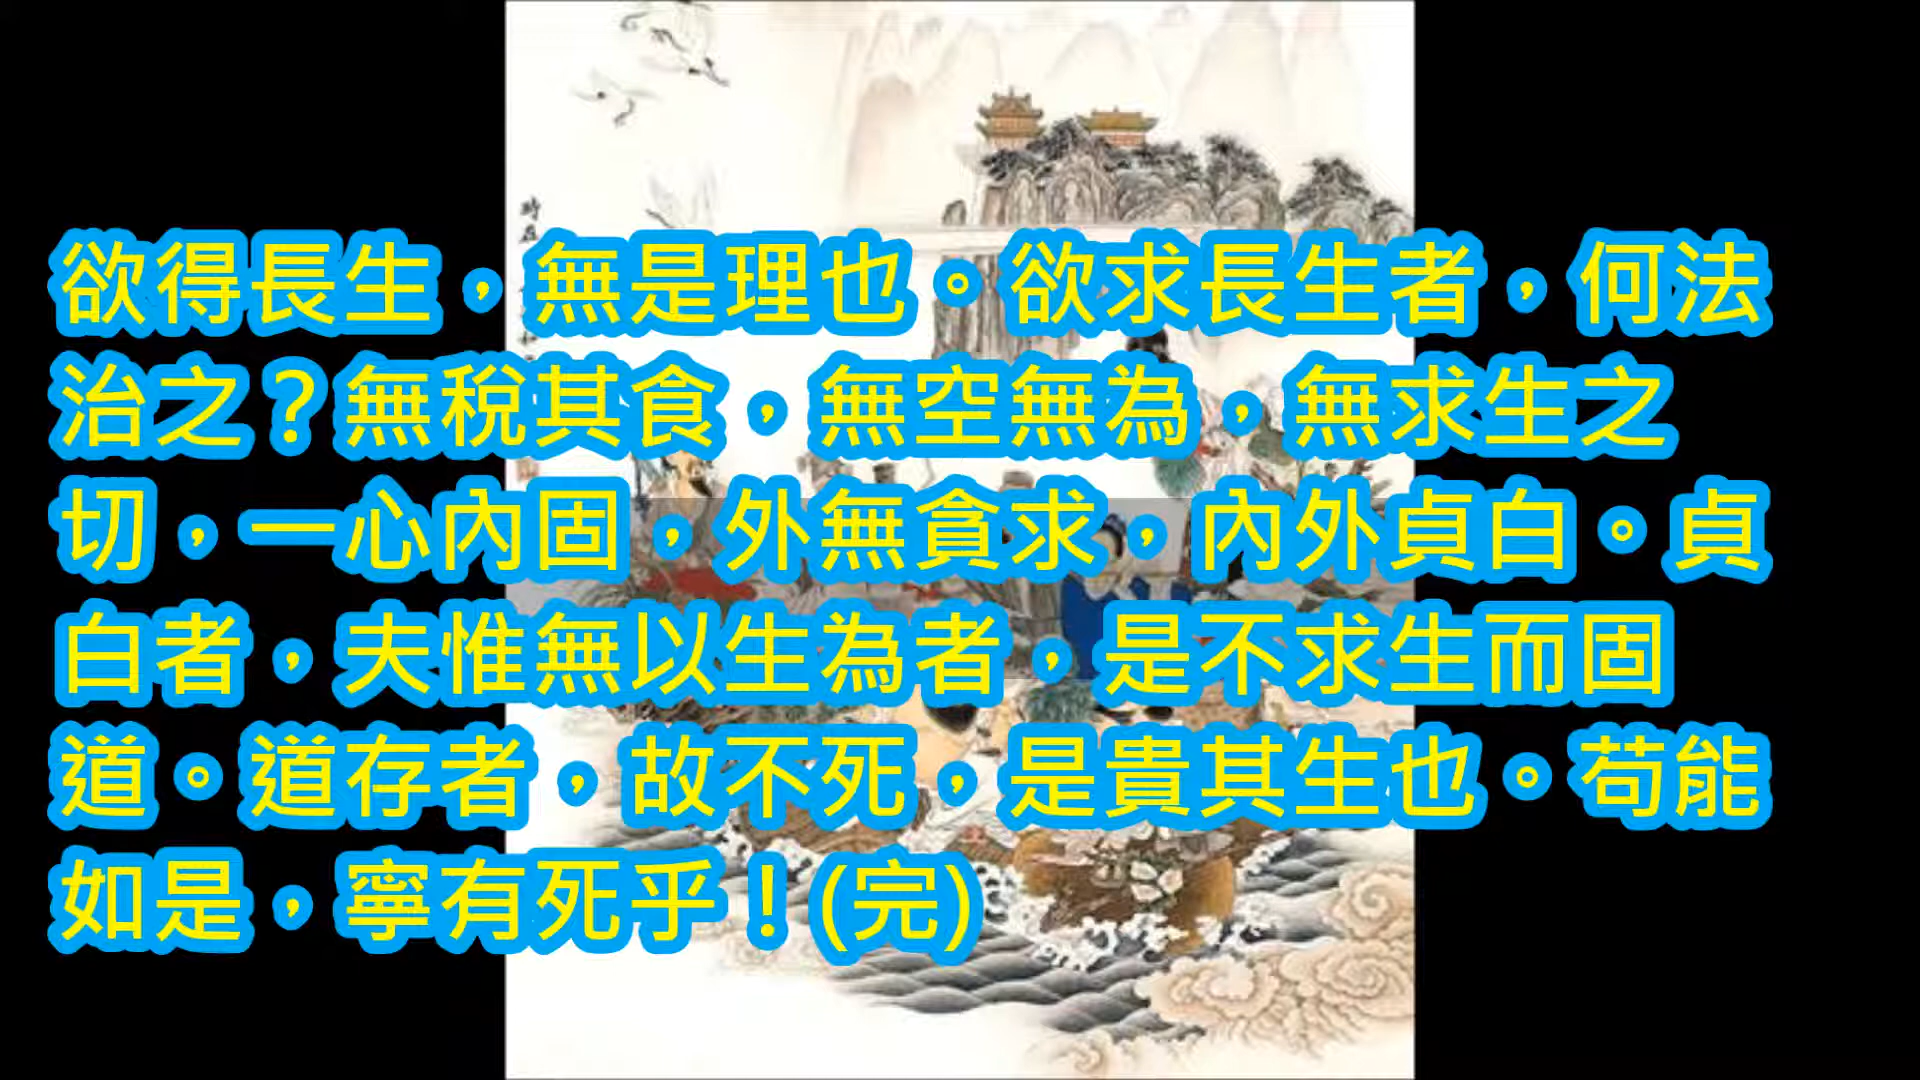 欲得長生，無是理也。欲求長生者，何法
治之？無稅其食，無空無為，無求生之
切，一心內固，外無貪求，內外貞白。貞
白者，夫惟無以生為者，是不求生而固
道。道存者，故不死，是貴其生也。苟能
如是，寧有死乎！(完)